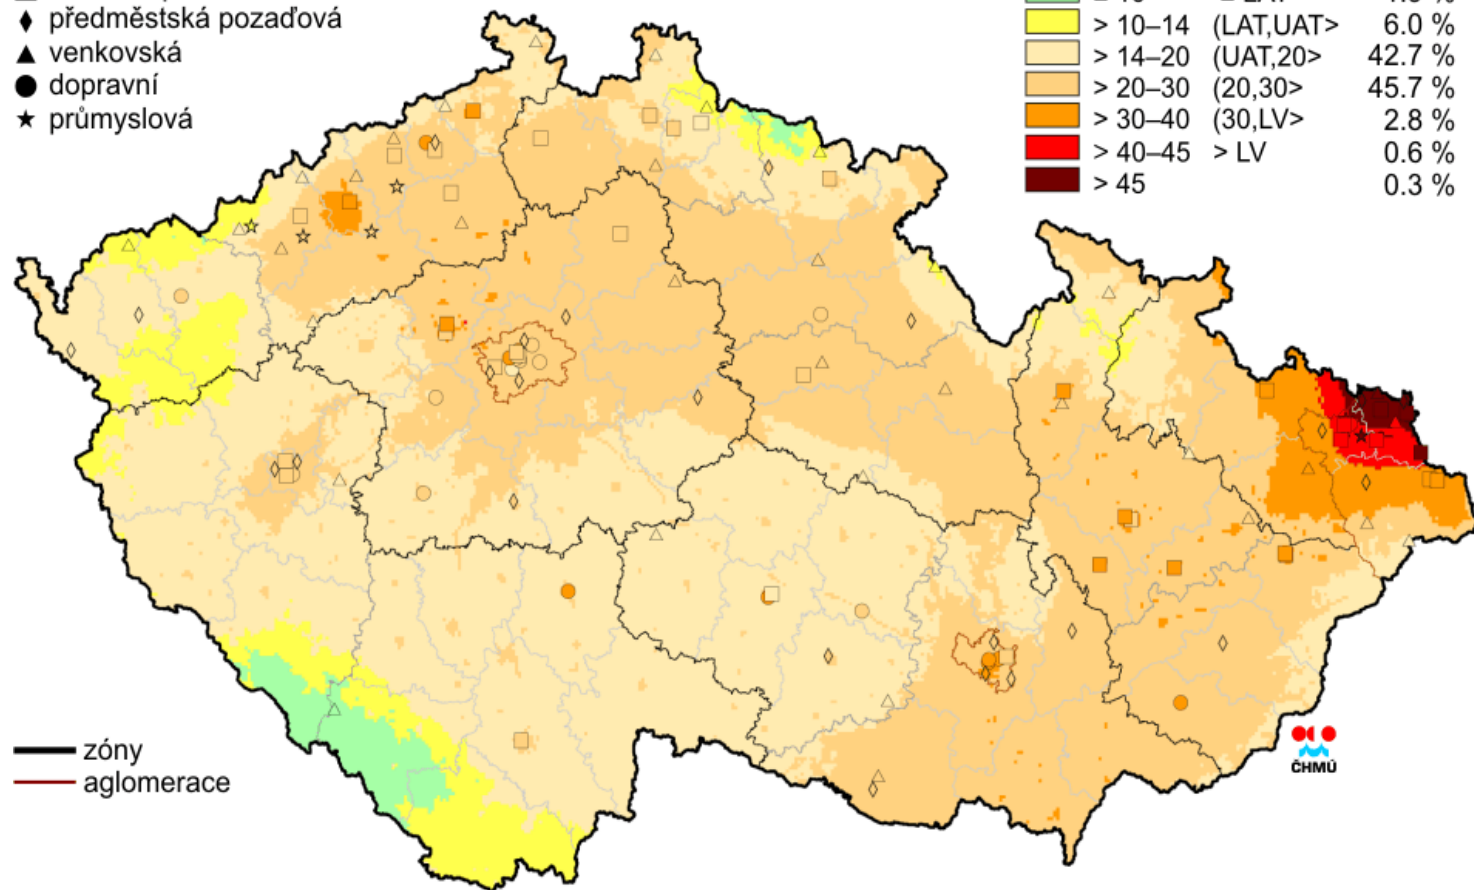 předměstská pozaďová
venkovská
dopravní
průmyslová
> 10–14 (LAT,UAT> 6.0 %
> 14–20 (UAT,20> 42.7 %
> 20–30 (20,30> 45.7 %
> 30–40 (30,LV> 2.8 %
> 40–45 > LV 0.6 %
> 45 0.3 %
zóny
aglomerace
ČHMÚ